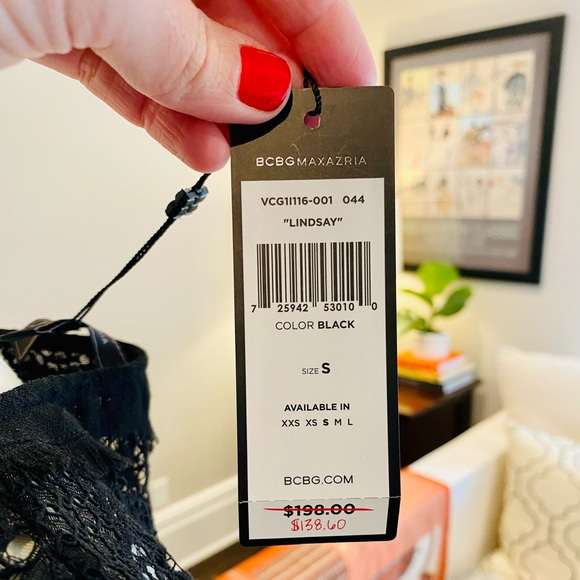 BCBGMAXAZRIA
VCG1I116-001 044
"LINDSAY"
7 25942 53010 0
COLOR BLACK
SIZE S
AVAILABLE IN
XXS XS S M L
BCBG.COM
$198.00
$138.60